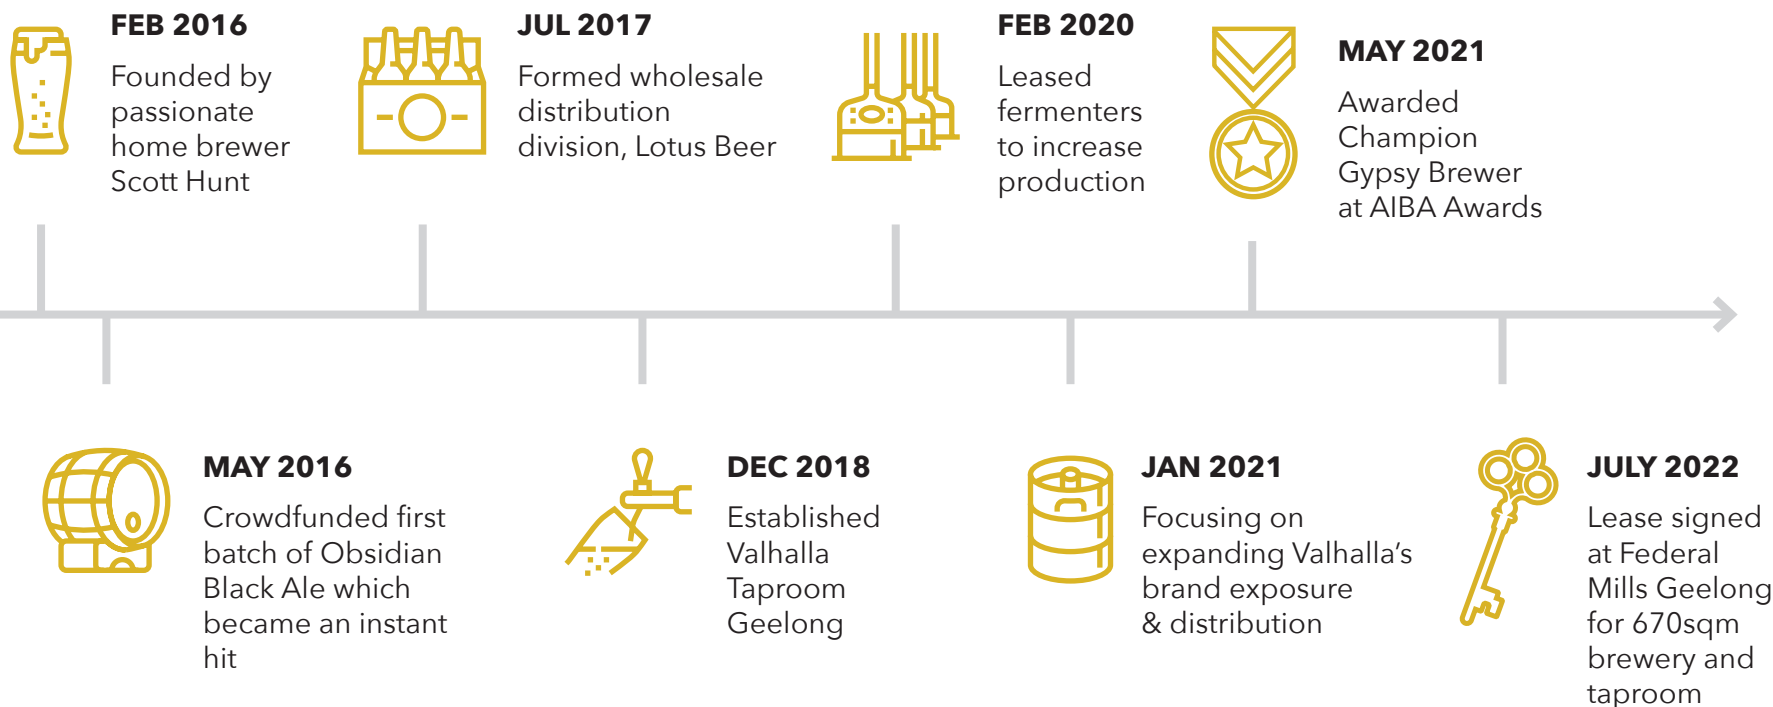 FEB 2016
Founded by
passionate
home brewer
Scott Hunt
JUL 2017
Formed wholesale
distribution
division, Lotus Beer
FEB 2020
Leased
fermenters
to increase
production
MAY 2021
Awarded
Champion
Gypsy Brewer
at AIBA Awards
MAY 2016
Crowdfunded first
batch of Obsidian
Black Ale which
became an instant
hit
DEC 2018
Established
Valhalla
Taproom
Geelong
JAN 2021
Focusing on
expanding Valhalla’s
brand exposure
& distribution
JULY 2022
Lease signed
at Federal
Mills Geelong
for 670sqm
brewery and
taproom